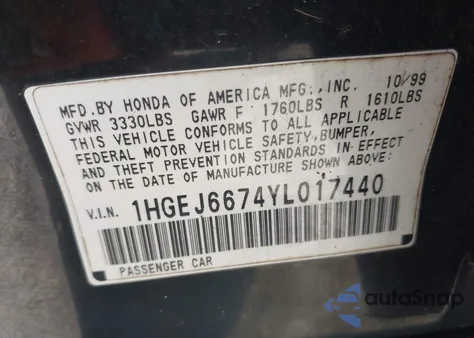 MFD.BY HONDA OF AMERICA MFG.,INC. 10/99
GVWR 3330LBS GAWR F 1760LBS R 1610LBS
THIS VEHICLE CONFORMS TO ALL APPLICABLE
FEDERAL MOTOR VEHICLE SAFETY,BUMPER,
AND THEFT PREVENTION STANDARDS IN EFFECT
ON THE DATE OF MANUFACTURE SHOWN ABOVE.
V.I.N. 1HGEJ6674YL017440
PASSENGER CAR
autoSnap